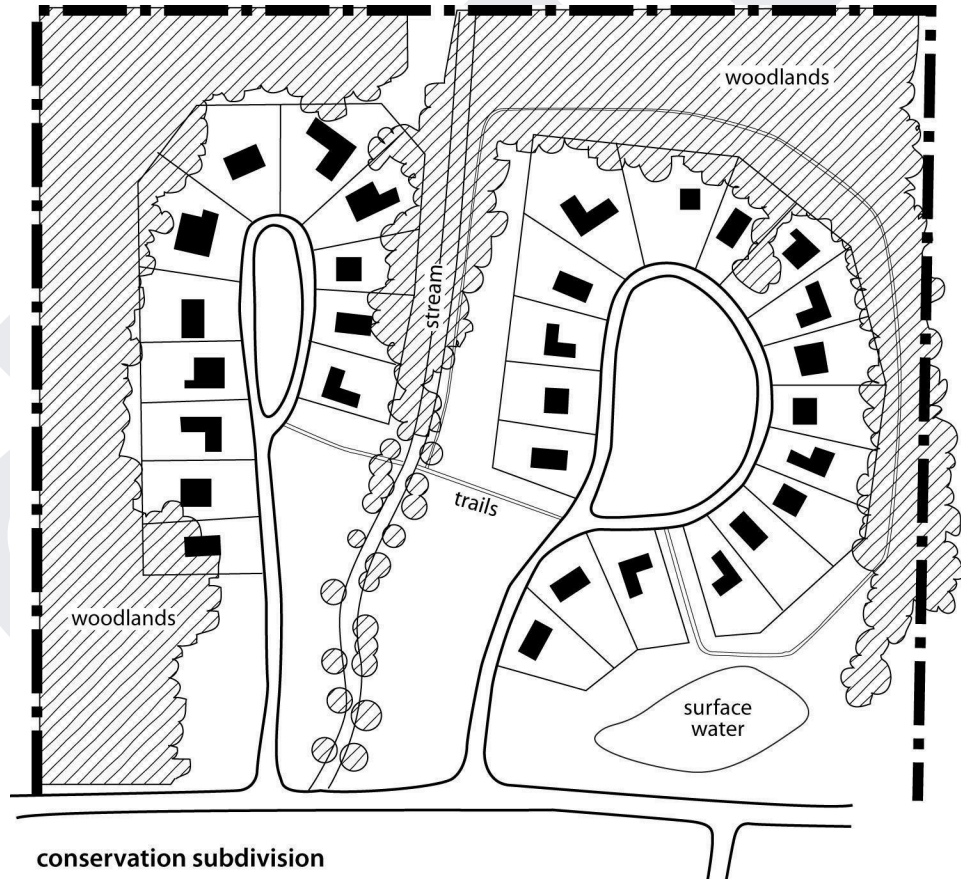 woodlands
stream
trails
woodlands
surface
water
conservation subdivision